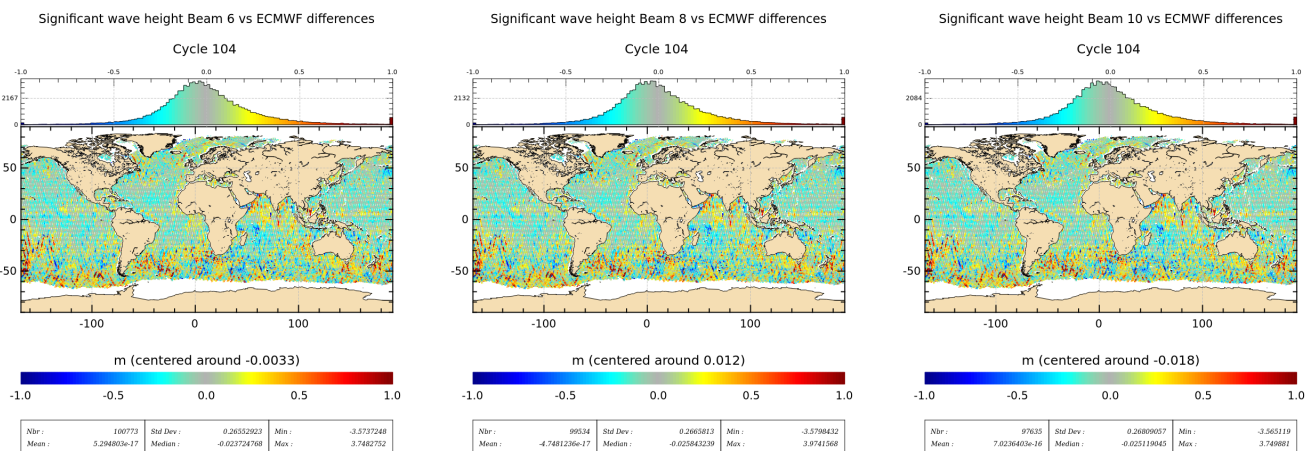 Significant wave height Beam 6 vs ECMWF differences
Cycle 104
-1.0 -0.5 0.0 0.5 1.0
2167
0
50
0
-50
-100 0 100
m (centered around -0.0033)
-1.0 -0.5 0.0 0.5 1.0
Nbr : 100773 Std Dev : 0.26552923 Min : -3.5737248
Mean : 5.294803e-17 Median : -0.023724768 Max : 3.7482752
Significant wave height Beam 8 vs ECMWF differences
Cycle 104
-1.0 -0.5 0.0 0.5 1.0
2132
0
50
0
-50
-100 0 100
m (centered around 0.012)
-1.0 -0.5 0.0 0.5 1.0
Nbr : 99534 Std Dev : 0.2665813 Min : -3.5798432
Mean : -4.7481236e-17 Median : -0.025843239 Max : 3.9741568
Significant wave height Beam 10 vs ECMWF differences
Cycle 104
-1.0 -0.5 0.0 0.5 1.0
2084
0
50
0
-50
-100 0 100
m (centered around -0.018)
-1.0 -0.5 0.0 0.5 1.0
Nbr : 97635 Std Dev : 0.26809057 Min : -3.565119
Mean : 7.0236403e-16 Median : -0.025119045 Max : 3.749881